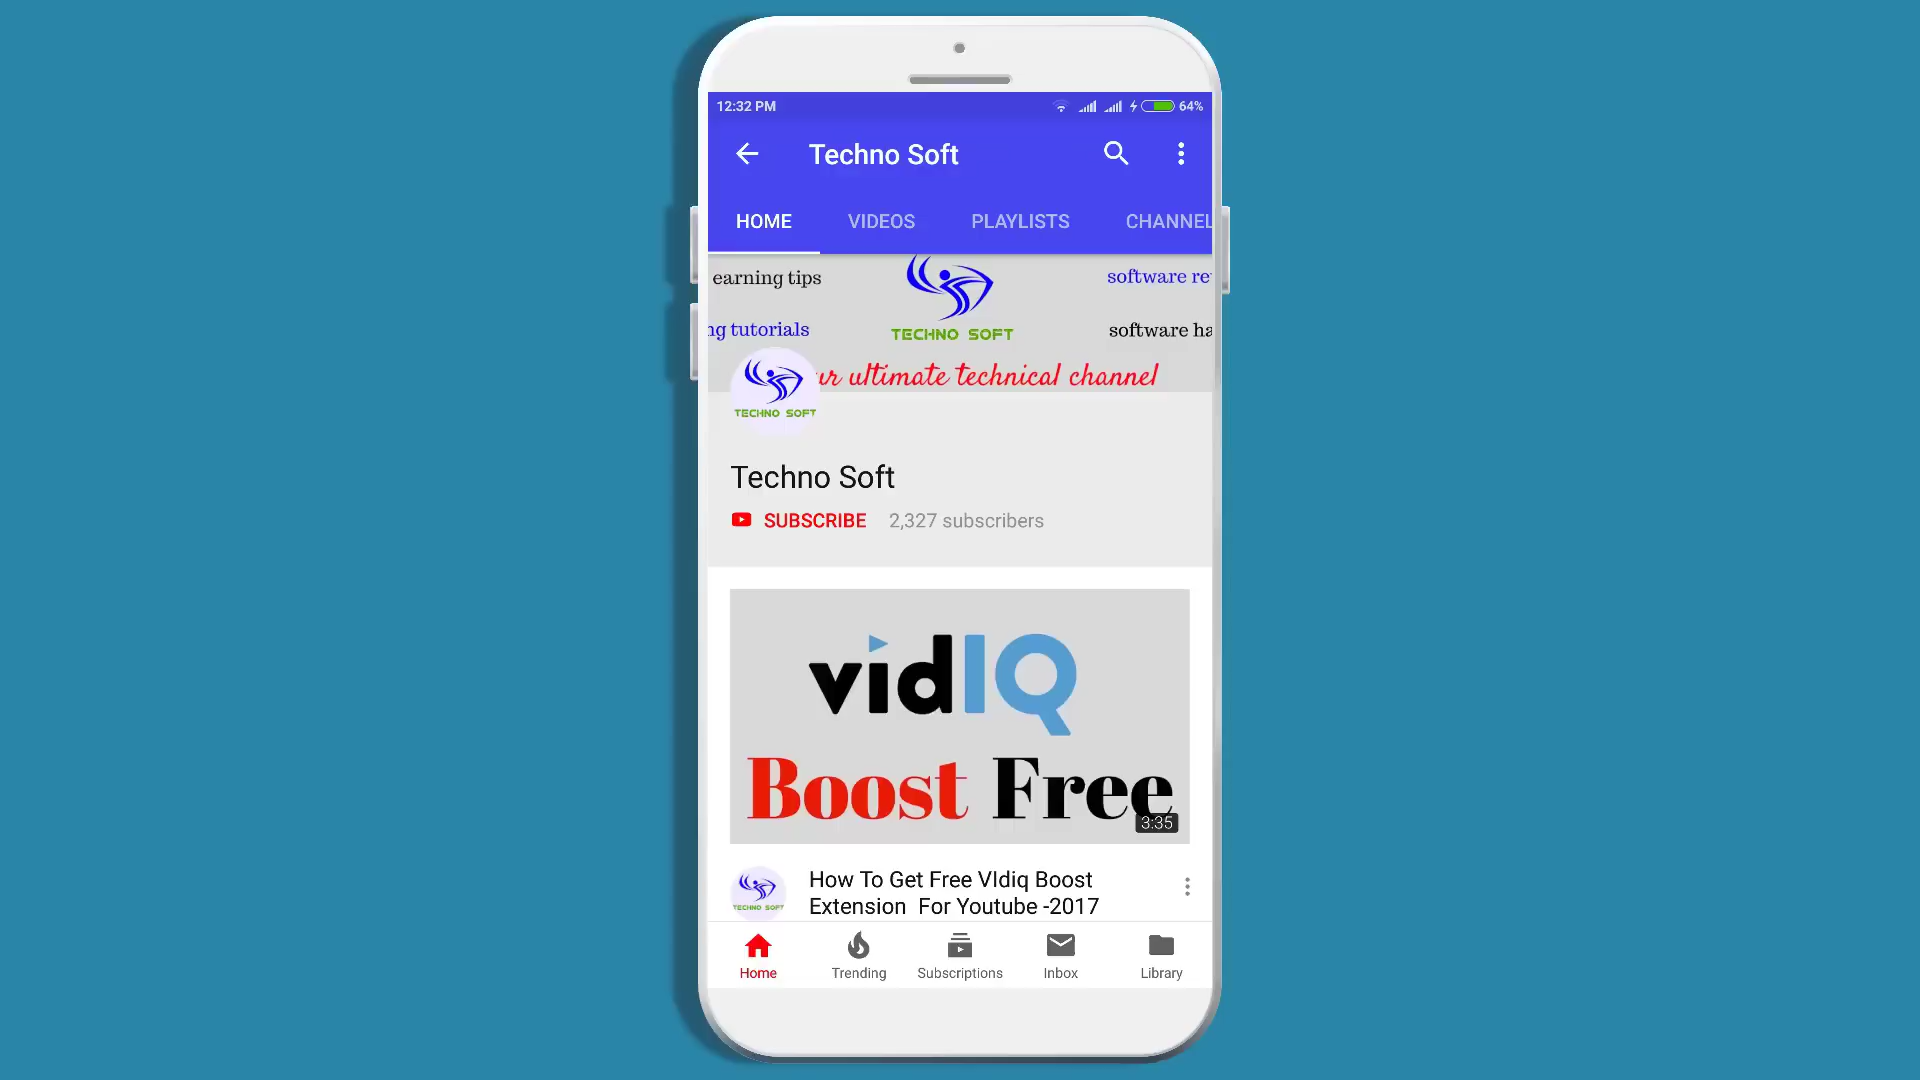 12:32 PM 64%
Techno Soft
HOME VIDEOS PLAYLISTS CHANNEL
earning tips
software re
tutorials
TECHNO SOFT
software ha
ultimate technical channel
TECHNO SOFT
Techno Soft
SUBSCRIBE 2,327 subscribers
vidIQ
Boost Free
3:35
How To Get Free VIdiq Boost
Extension For Youtube -2017
TECHNO SOFT
Home Trending Subscriptions Inbox Library